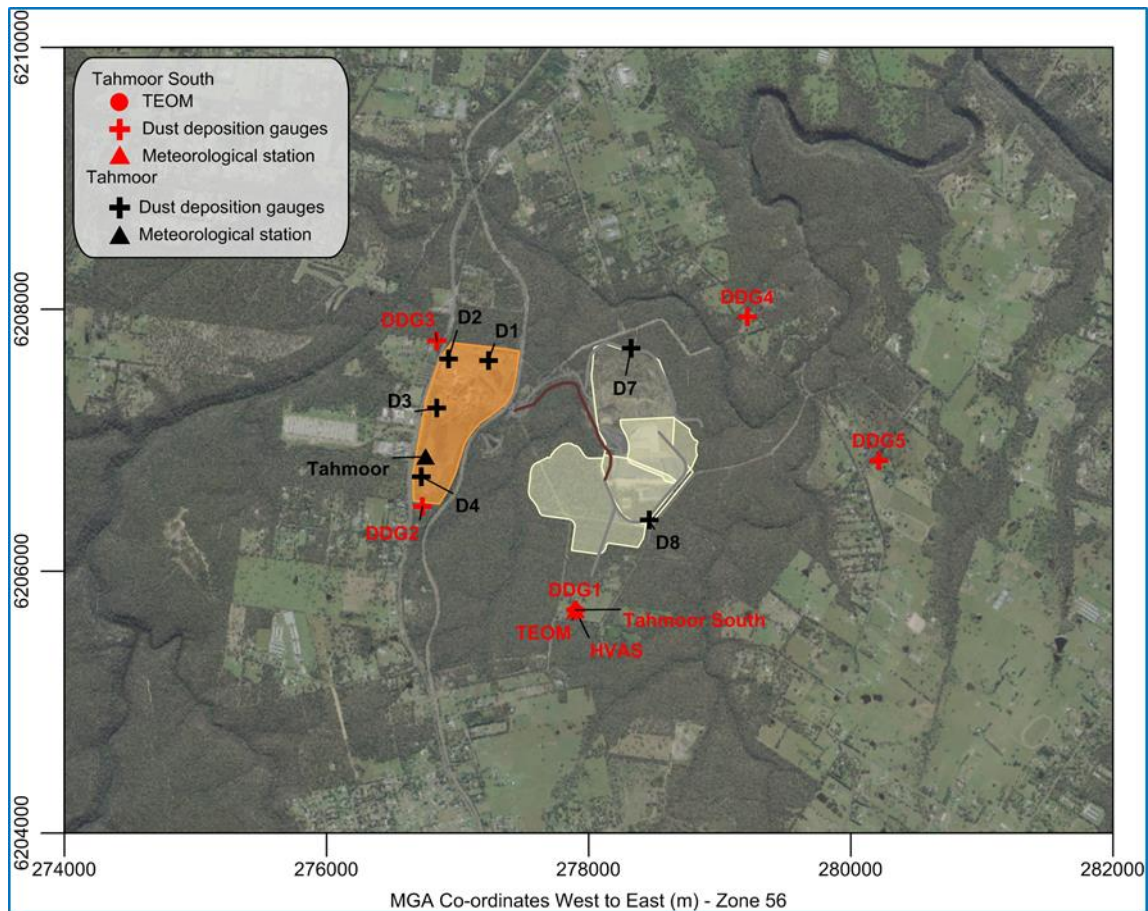 6210000
Tahmoor South
TEOM
Dust deposition gauges
Meteorological station
Tahmoor
Dust deposition gauges
Meteorological station
6208000
DDG4
DDG3
D2
D1
D7
D3
DDG5
Tahmoor
D4
DDG2
D8
6206000
DDG1
Tahmoor South
TEOM
HVAS
6204000
274000
276000
278000
280000
282000
MGA Co-ordinates West to East (m) - Zone 56